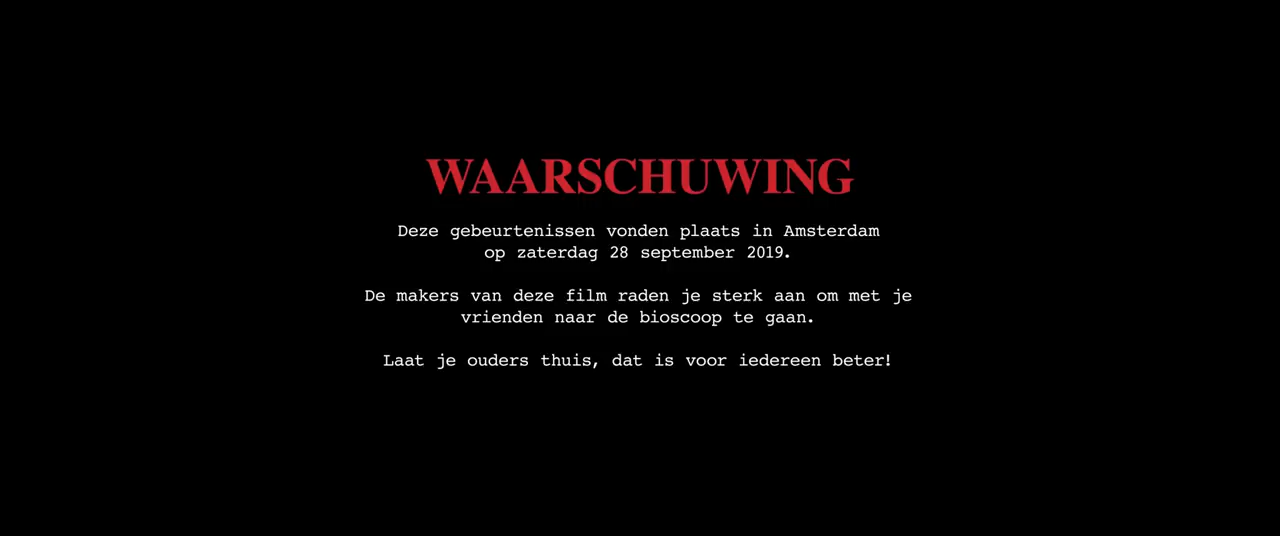 WAARSCHUWING
Deze gebeurtenissen vonden plaats in Amsterdam
op zaterdag 28 september 2019.
De makers van deze film raden je sterk aan om met je
vrienden naar de bioscoop te gaan.
Laat je ouders thuis, dat is voor iedereen beter!